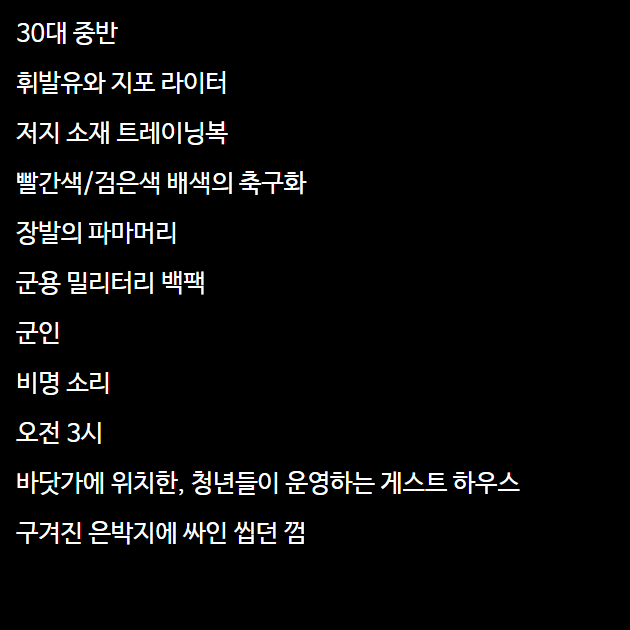 30대 중반
휘발유와 지포 라이터
저지 소재 트레이닝복
빨간색/검은색 배색의 축구화
장발의 파마머리
군용 밀리터리 백팩
군인
비명 소리
오전 3시
바닷가에 위치한, 청년들이 운영하는 게스트 하우스
구겨진 은박지에 싸인 씹던 껌